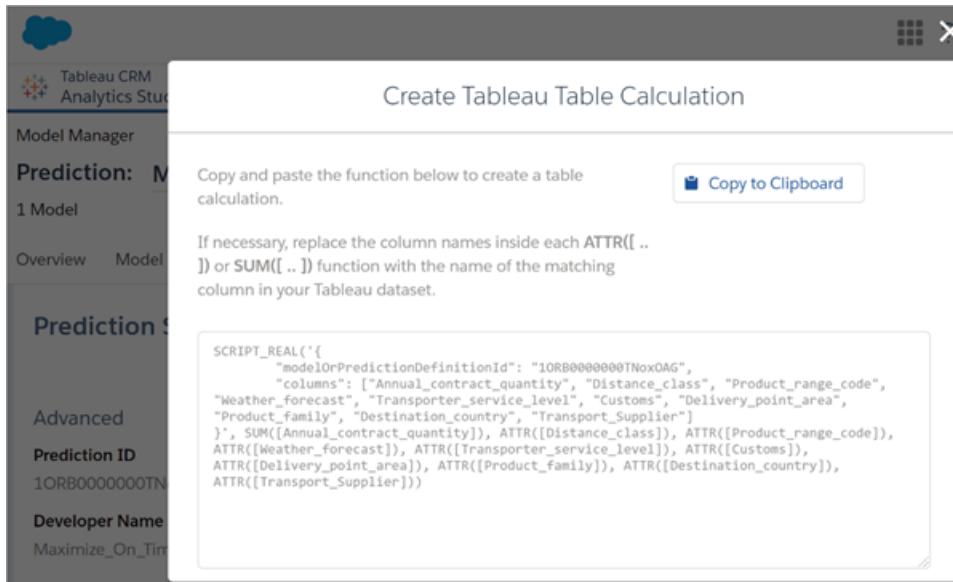 Tableau CRM
Analytics Stud
Create Tableau Table Calculation
Model Manager
Prediction: M
1 Model
Overview Model
Copy and paste the function below to create a table
calculation.
Copy to Clipboard
If necessary, replace the column names inside each ATTR([ ..
]) or SUM([ .. ]) function with the name of the matching
column in your Tableau dataset.
Prediction S
SCRIPT_REAL('{
"modelOrPredictionDefinitionId": "1ORB0000000TNoxOAG",
"columns": ["Annual_contract_quantity", "Distance_class", "Product_range_code",
"Weather_forecast", "Transporter_service_level", "Customs", "Delivery_point_area",
"Product_family", "Destination_country", "Transport_Supplier"]
}', SUM([Annual_contract_quantity]), ATTR([Distance_class]), ATTR([Product_range_code]),
ATTR([Weather_forecast]), ATTR([Transporter_service_level]), ATTR([Customs]),
ATTR([Delivery_point_area]), ATTR([Product_family]), ATTR([Destination_country]),
ATTR([Transport_Supplier]))
Advanced
Prediction ID
1ORB0000000TN
Developer Name
Maximize_On_Tim